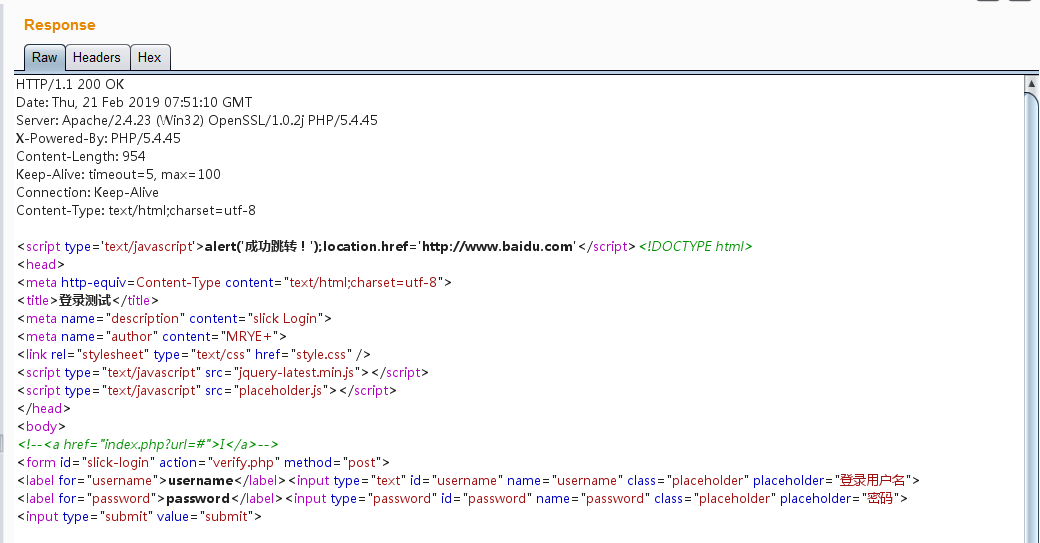 Response
Raw Headers Hex
HTTP/1.1 200 OK
Date: Thu, 21 Feb 2019 07:51:10 GMT
Server: Apache/2.4.23 (Win32) OpenSSL/1.0.2j PHP/5.4.45
X-Powered-By: PHP/5.4.45
Content-Length: 954
Keep-Alive: timeout=5, max=100
Connection: Keep-Alive
Content-Type: text/html;charset=utf-8
<script type='text/javascript'>alert('成功跳转！');location.href='http://www.baidu.com'</script><!DOCTYPE html>
<head>
<meta http-equiv=Content-Type content="text/html;charset=utf-8">
<title>登录测试</title>
<meta name="description" content="slick Login">
<meta name="author" content="MRYE+">
<link rel="stylesheet" type="text/css" href="style.css" />
<script type="text/javascript" src="jquery-latest.min.js"></script>
<script type="text/javascript" src="placeholder.js"></script>
</head>
<body>
<!--<a href="index.php?url=#">I</a>-->
<form id="slick-login" action="verify.php" method="post">
<label for="username">username</label><input type="text" id="username" name="username" class="placeholder" placeholder="登录用户名">
<label for="password">password</label><input type="password" id="password" name="password" class="placeholder" placeholder="密码">
<input type="submit" value="submit">